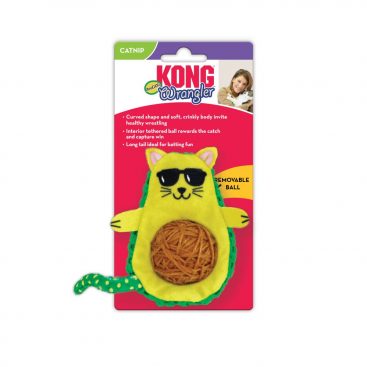 CATNIP
KONG
Wrangler
• Curved shape and soft, crinkly body invite
healthy wrestling
• Interior tethered ball rewards the catch
and capture win
• Long tail ideal for batting fun
REMOVABLE
BALL